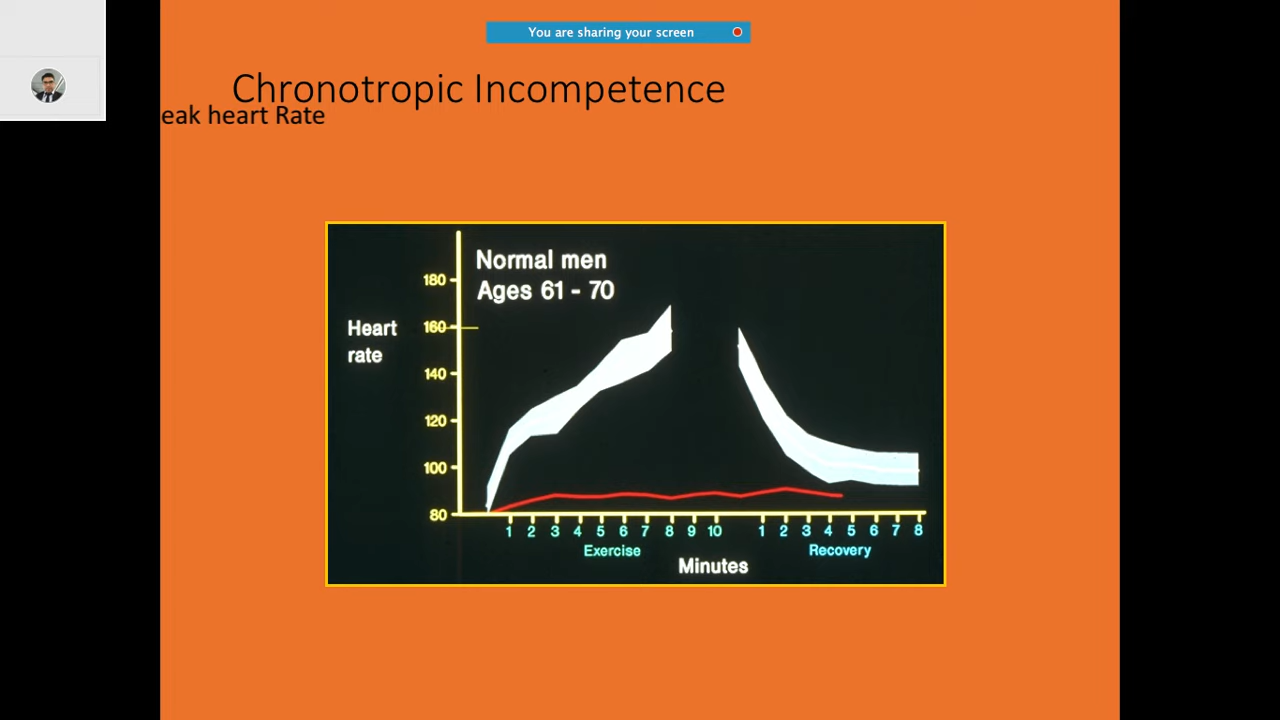 You are sharing your screen
Chronotropic Incompetence
eak heart Rate
Normal men
Ages 61 - 70
180
160
140
120
100
80
Heart
rate
1 2 3 4 5 6 7 8 9 10 1 2 3 4 5 6 7 8
Exercise Recovery
Minutes